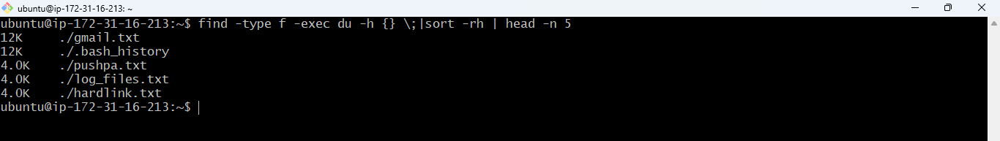 ubuntu@ip-172-31-16-213: ~
ubuntu@ip-172-31-16-213:~$ find -type f -exec du -h {} \;|sort -rh | head -n 5
12K     ./gmail.txt
12K     ./.bash_history
4.0K    ./pushpa.txt
4.0K    ./log_files.txt
4.0K    ./hardlink.txt
ubuntu@ip-172-31-16-213:~$